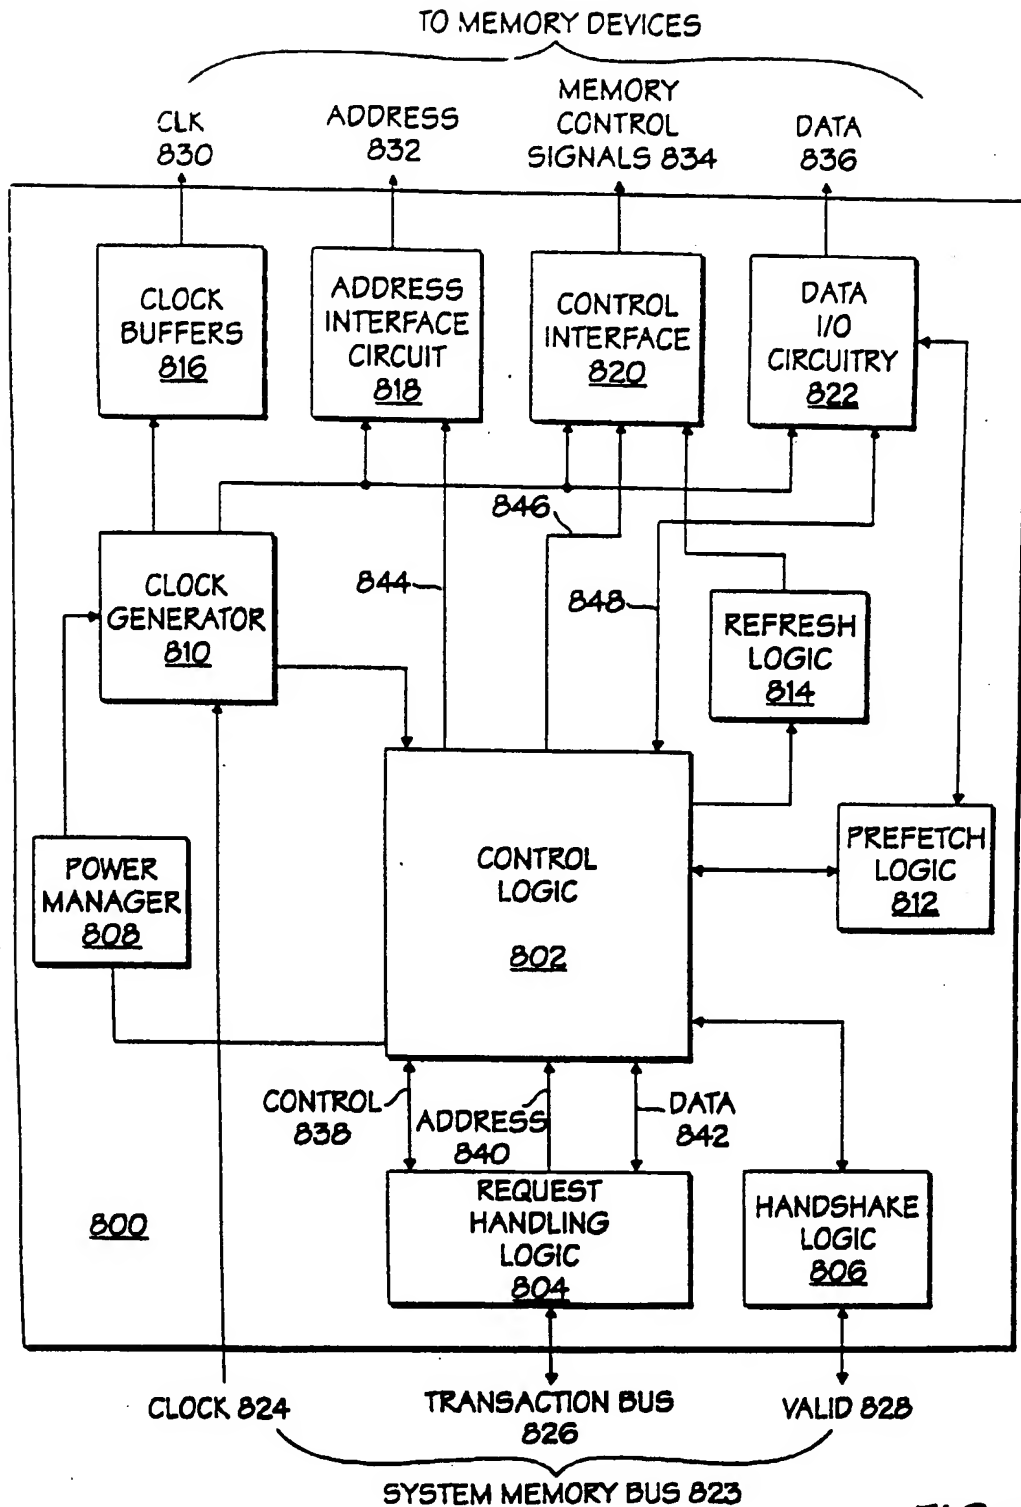 TO MEMORY DEVICES
CLK
830
ADDRESS
832
MEMORY
CONTROL
SIGNALS 834
DATA
836
CLOCK
BUFFERS
816
ADDRESS
INTERFACE
CIRCUIT
818
CONTROL
INTERFACE
820
DATA
I/O
CIRCUITRY
822
846
844
848
CLOCK
GENERATOR
810
REFRESH
LOGIC
814
POWER
MANAGER
808
CONTROL
LOGIC
802
PREFETCH
LOGIC
812
CONTROL
838
ADDRESS
840
DATA
842
800
REQUEST
HANDLING
LOGIC
804
HANDSHAKE
LOGIC
806
CLOCK 824
TRANSACTION BUS
826
VALID 828
SYSTEM MEMORY BUS 823